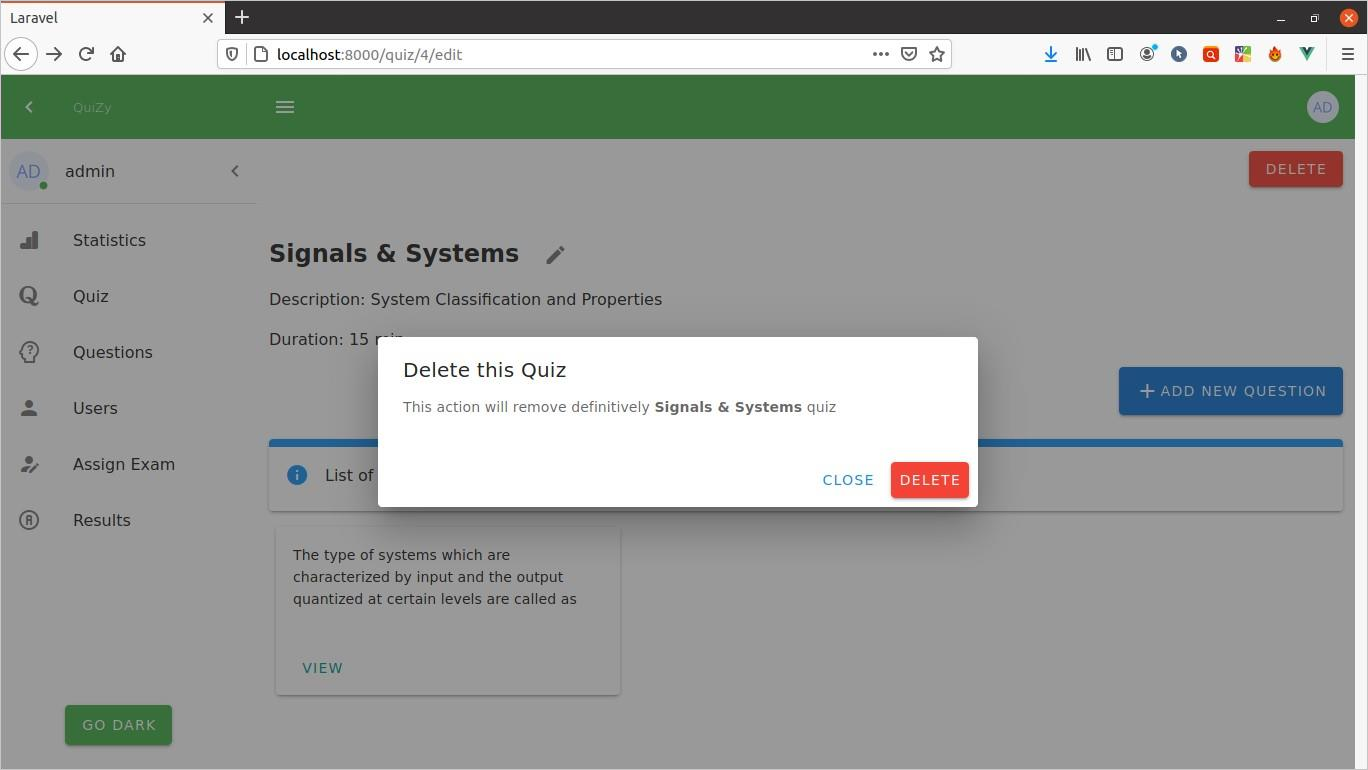 Laravel
localhost:8000/quiz/4/edit
QuiZy
AD
AD
admin
DELETE
Statistics
Quiz
Questions
Users
Assign Exam
Results
GO DARK
Signals & Systems
Description: System Classification and Properties
Duration: 15 min
ADD NEW QUESTION
List of
Delete this Quiz
This action will remove definitively Signals & Systems quiz
CLOSE
DELETE
The type of systems which are
characterized by input and the output
quantized at certain levels are called as
VIEW